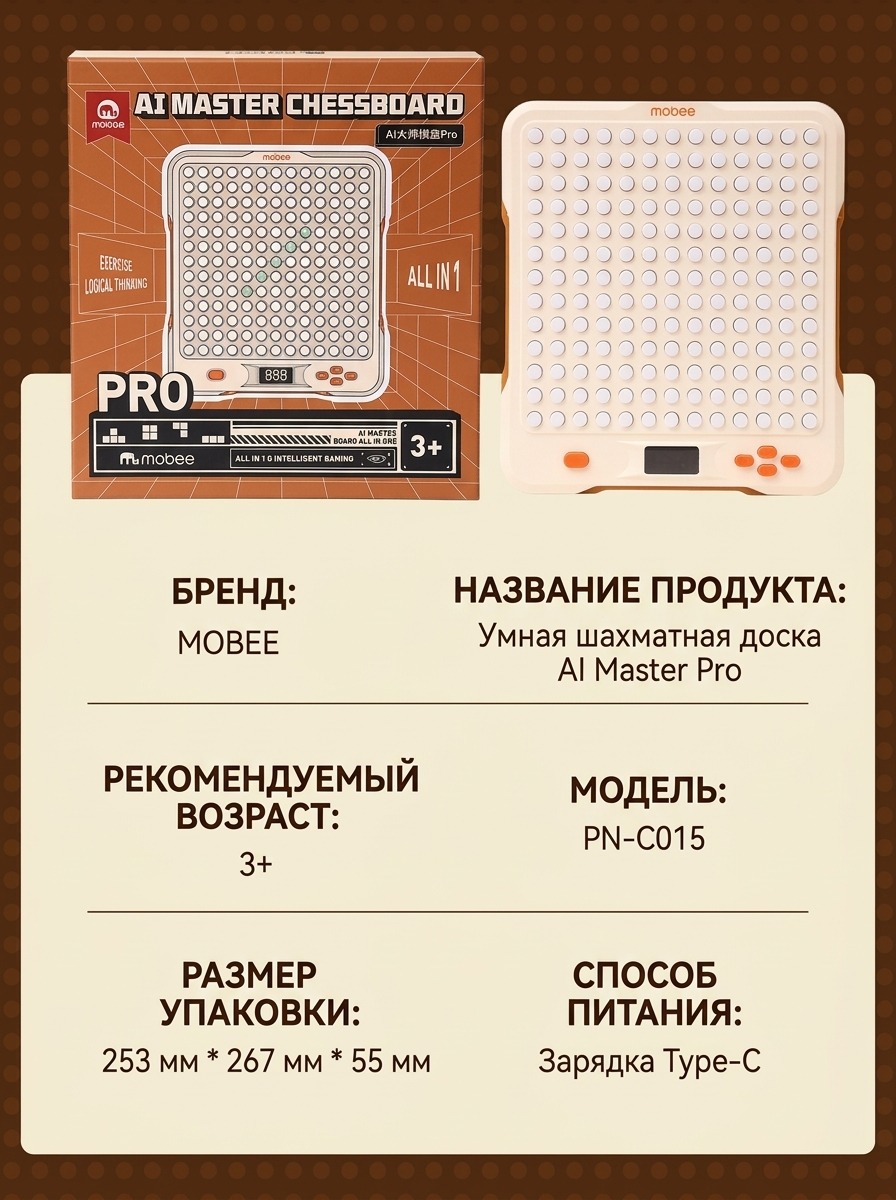 AI MASTER CHESSBOARD
AI大师棋盘Pro
mobee
EERSISE
LOGICAL THINKING
ALL IN 1
888
PRO
AI MASTES
BOARD ALL IN GRE
3+
mobee
ALL IN 1 G INTELLISENT GAMING
mobee
БРЕНД:
MOBEE
НАЗВАНИЕ ПРОДУКТА:
Умная шахматная доска
AI Master Pro
РЕКОМЕНДУЕМЫЙ
ВОЗРАСТ:
3+
МОДЕЛЬ:
PN-C015
РАЗМЕР
УПАКОВКИ:
253 мм * 267 мм * 55 мм
СПОСОБ
ПИТАНИЯ:
Зарядка Type-C